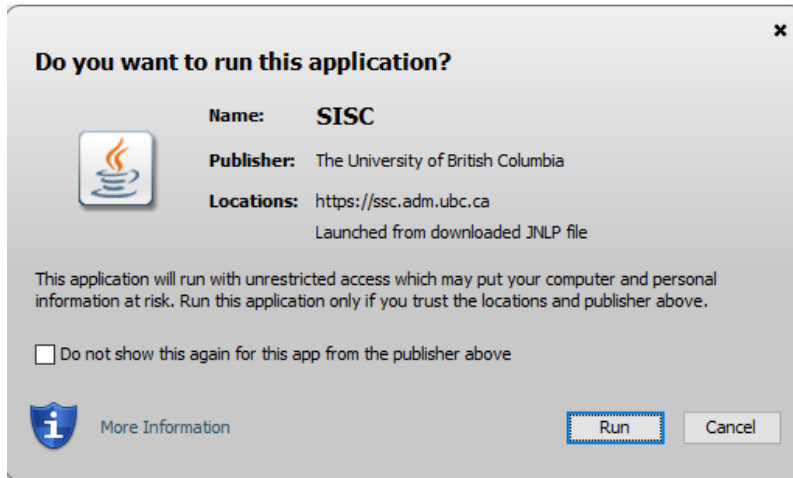 Do you want to run this application?
Name: SISC
Publisher: The University of British Columbia
Locations: https://ssc.adm.ubc.ca
Launched from downloaded JNLP file
This application will run with unrestricted access which may put your computer and personal
information at risk. Run this application only if you trust the locations and publisher above.
Do not show this again for this app from the publisher above
More Information
Run
Cancel